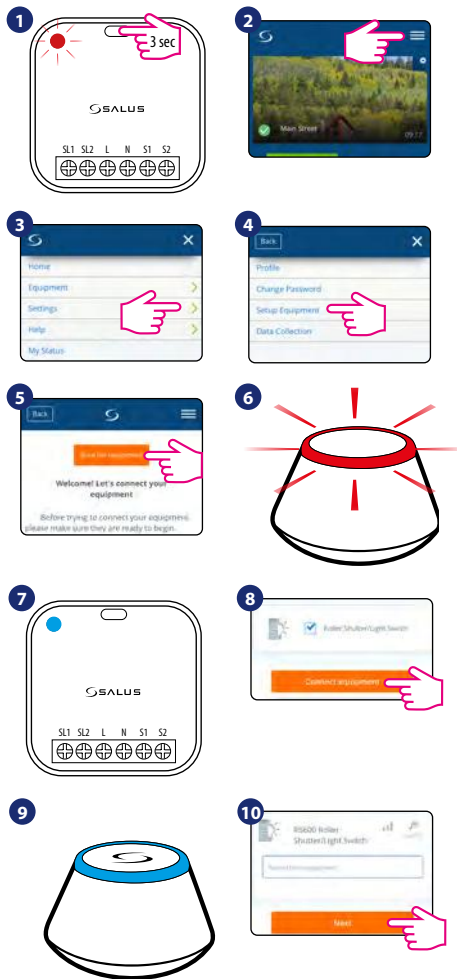 1
3 sec
SALUS
SL1 SL2 L N S1 S2
2
Main Street
09:17
3
Home
Equipment
Settings
Help
My Status
4
Back
Profile
Change Password
Setup Equipment
Data Collection
5
Back
Scan for equipment
Welcome! Let's connect your
equipment
Before trying to connect your equipment,
please make sure they are ready to begin.
6
7
SALUS
SL1 SL2 L N S1 S2
8
Roller Shutter/Light Switch
Connect equipment
9
10
RS600 Roller
Shutter/Light Switch
Next